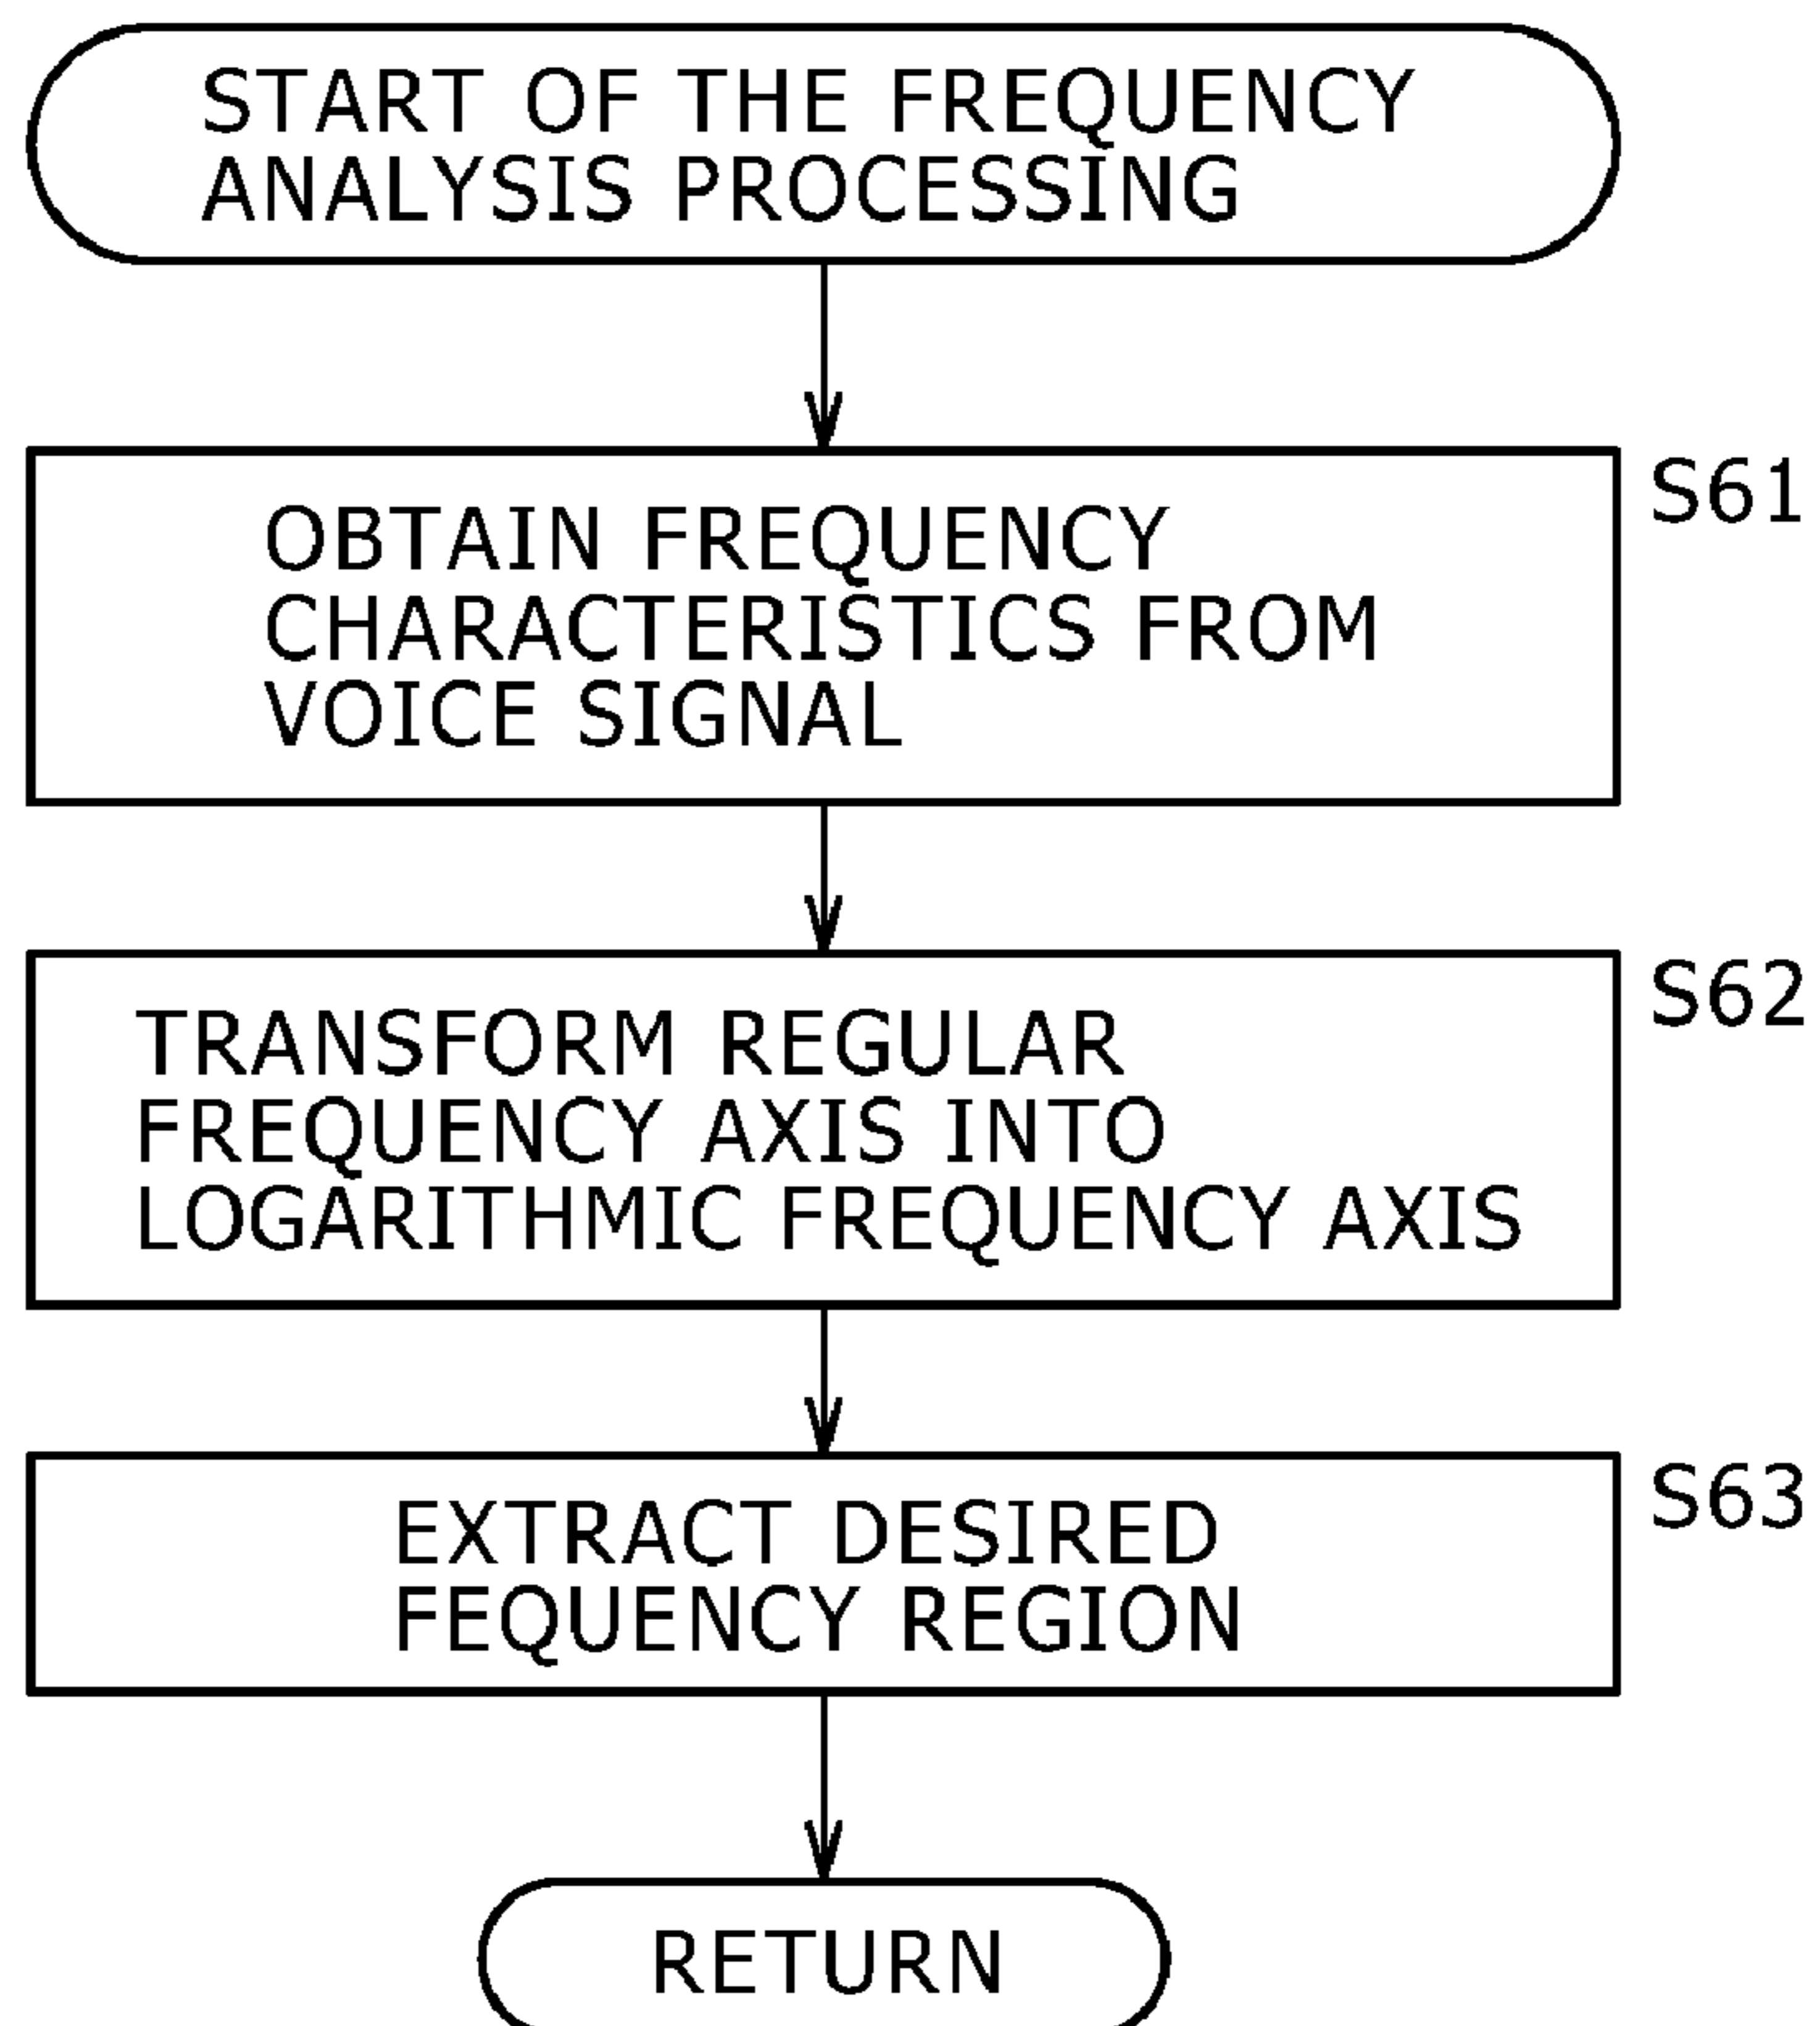 START OF THE FREQUENCY
ANALYSIS PROCESSING
S61
OBTAIN FREQUENCY
CHARACTERISTICS FROM
VOICE SIGNAL
S62
TRANSFORM REGULAR
FREQUENCY AXIS INTO
LOGARITHMIC FREQUENCY AXIS
S63
EXTRACT DESIRED
FEQUENCY REGION
RETURN